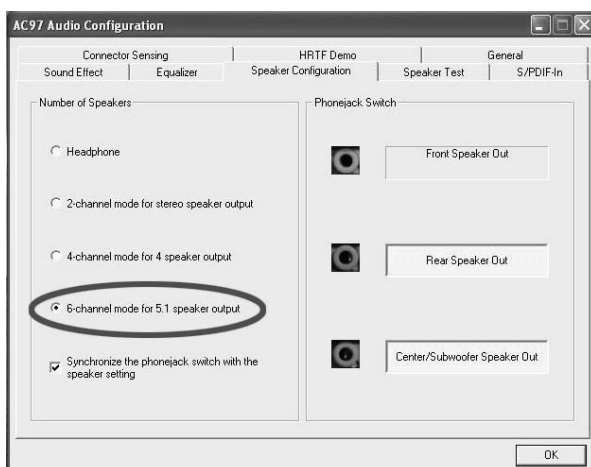 AC97 Audio Configuration
Connector Sensing
HRTF Demo
General
Sound Effect
Equalizer
Speaker Configuration
Speaker Test
S/PDIF-In
Number of Speakers
Headphone
2-channel mode for stereo speaker output
4-channel mode for 4 speaker output
6-channel mode for 5.1 speaker output
Synchronize the phonejack switch with the
speaker setting
Phonejack Switch
Front Speaker Out
Rear Speaker Out
Center/Subwoofer Speaker Out
OK